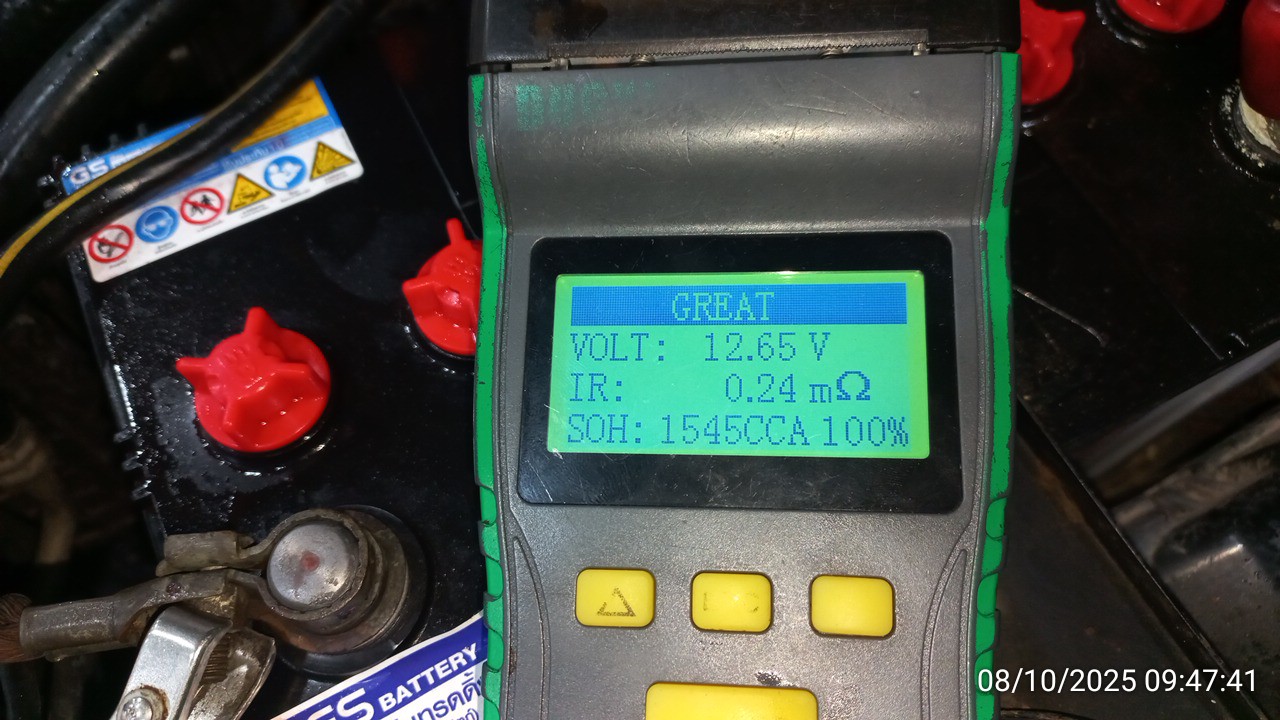 GS
GREAT
VOLT: 12.65 V
IR: 0.24 mΩ
SOH: 1545CCA 100%
GS BATTERY
08/10/2025 09:47:41